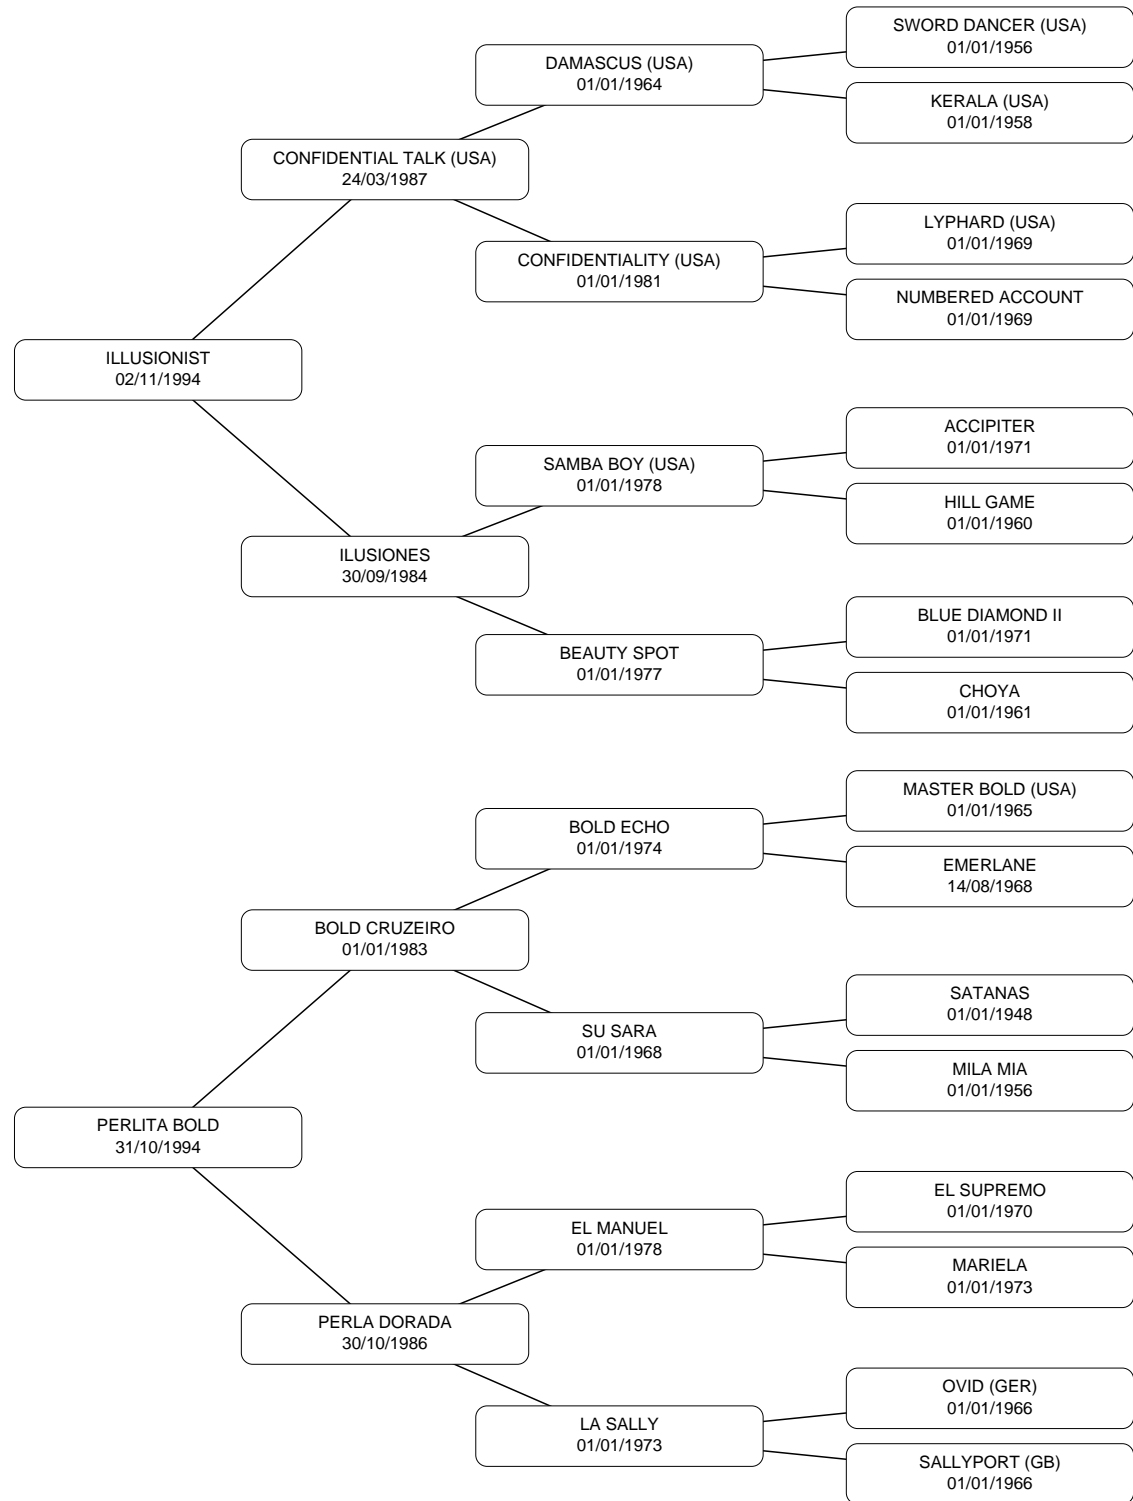 SWORD DANCER (USA)
01/01/1956
DAMASCUS (USA)
01/01/1964
KERALA (USA)
01/01/1958
CONFIDENTIAL TALK (USA)
24/03/1987
LYPHARD (USA)
01/01/1969
CONFIDENTIALITY (USA)
01/01/1981
NUMBERED ACCOUNT
01/01/1969
ILLUSIONIST
02/11/1994
ACCIPITER
01/01/1971
SAMBA BOY (USA)
01/01/1978
HILL GAME
01/01/1960
ILUSIONES
30/09/1984
BLUE DIAMOND II
01/01/1971
BEAUTY SPOT
01/01/1977
CHOYA
01/01/1961
MASTER BOLD (USA)
01/01/1965
BOLD ECHO
01/01/1974
EMERLANE
14/08/1968
BOLD CRUZEIRO
01/01/1983
SATANAS
01/01/1948
SU SARA
01/01/1968
MILA MIA
01/01/1956
PERLITA BOLD
31/10/1994
EL SUPREMO
01/01/1970
EL MANUEL
01/01/1978
MARIELA
01/01/1973
PERLA DORADA
30/10/1986
OVID (GER)
01/01/1966
LA SALLY
01/01/1973
SALLYPORT (GB)
01/01/1966